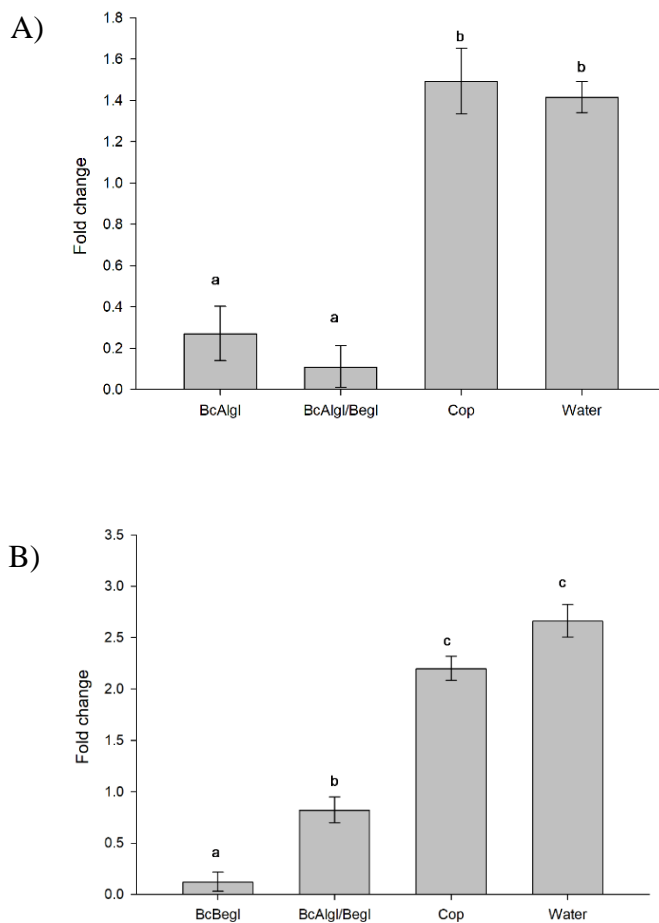 A)
Fold change
1.8
1.6
1.4
1.2
1.0
0.8
0.6
0.4
0.2
0.0
a
a
b
b
BcAlgI
BcAlgI/BegI
Cop
Water
B)
Fold change
3.5
3.0
2.5
2.0
1.5
1.0
0.5
0.0
a
b
c
c
BcBegI
BcAlgI/BegI
Cop
Water